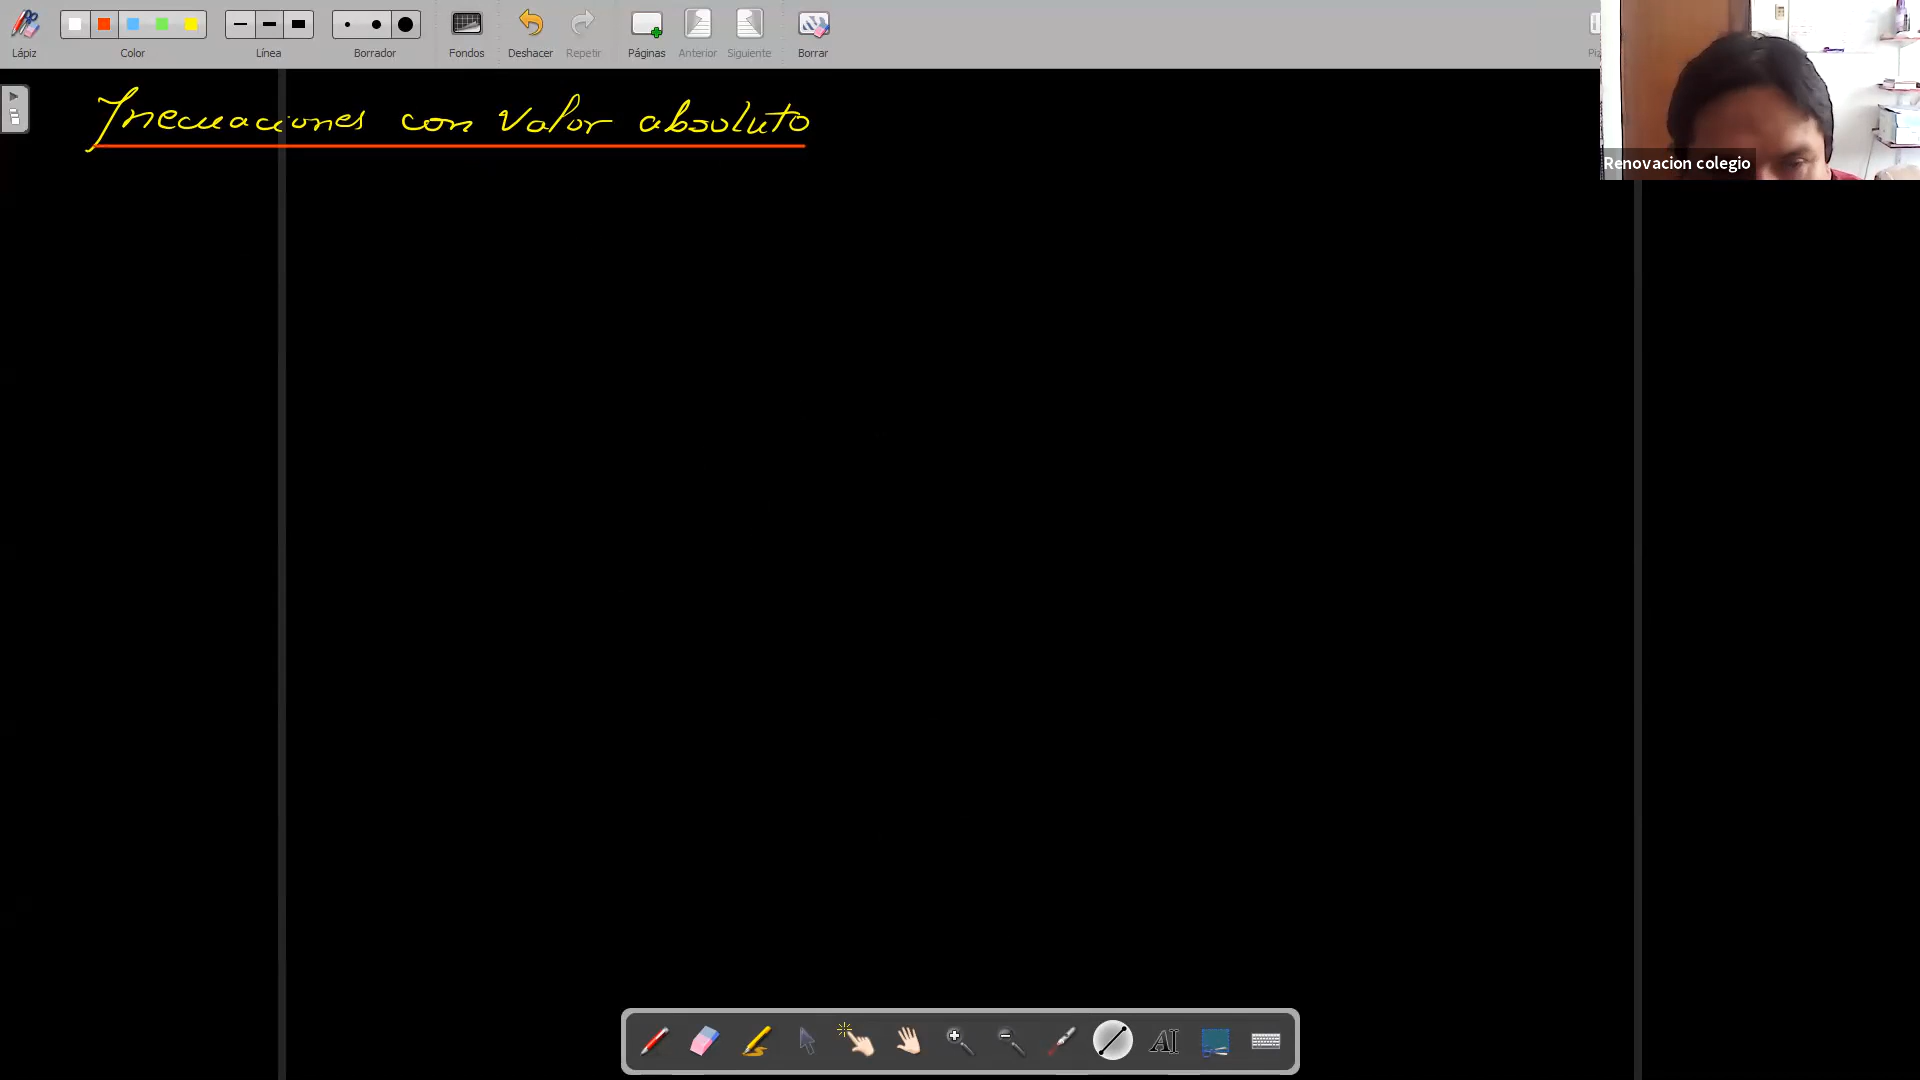 Lápiz Color Línea Borrador Fondos Deshacer Repetir Páginas Anterior Siguiente Borrar
Inecuaciones con valor absoluto
Renovacion colegio